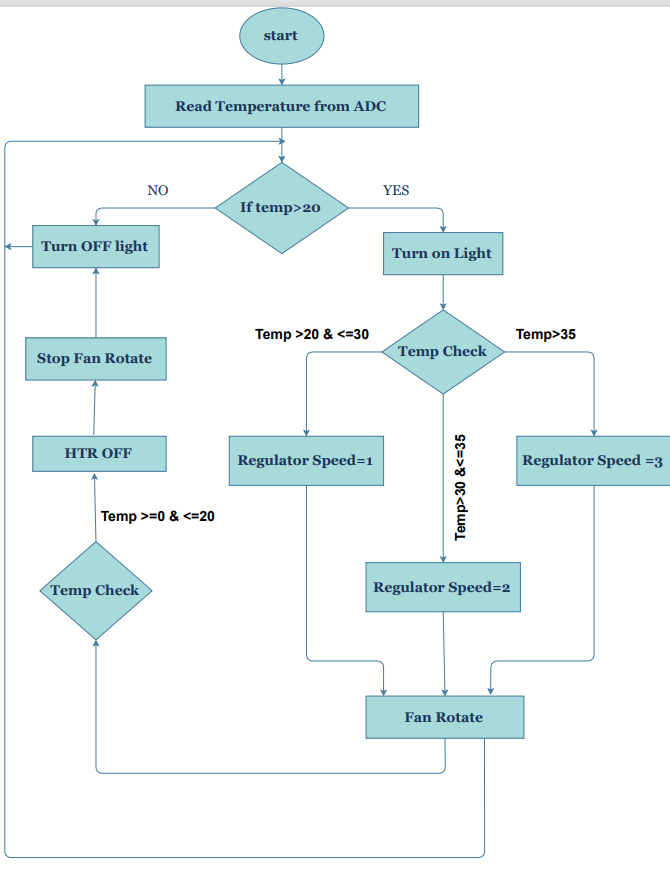 start
Read Temperature from ADC
NO
YES
If temp>20
Turn OFF light
Turn on Light
Temp >20 & <=30
Temp>35
Temp Check
Stop Fan Rotate
HTR OFF
Regulator Speed=1
Temp>30 &<=35
Regulator Speed =3
Temp >=0 & <=20
Temp Check
Regulator Speed=2
Fan Rotate